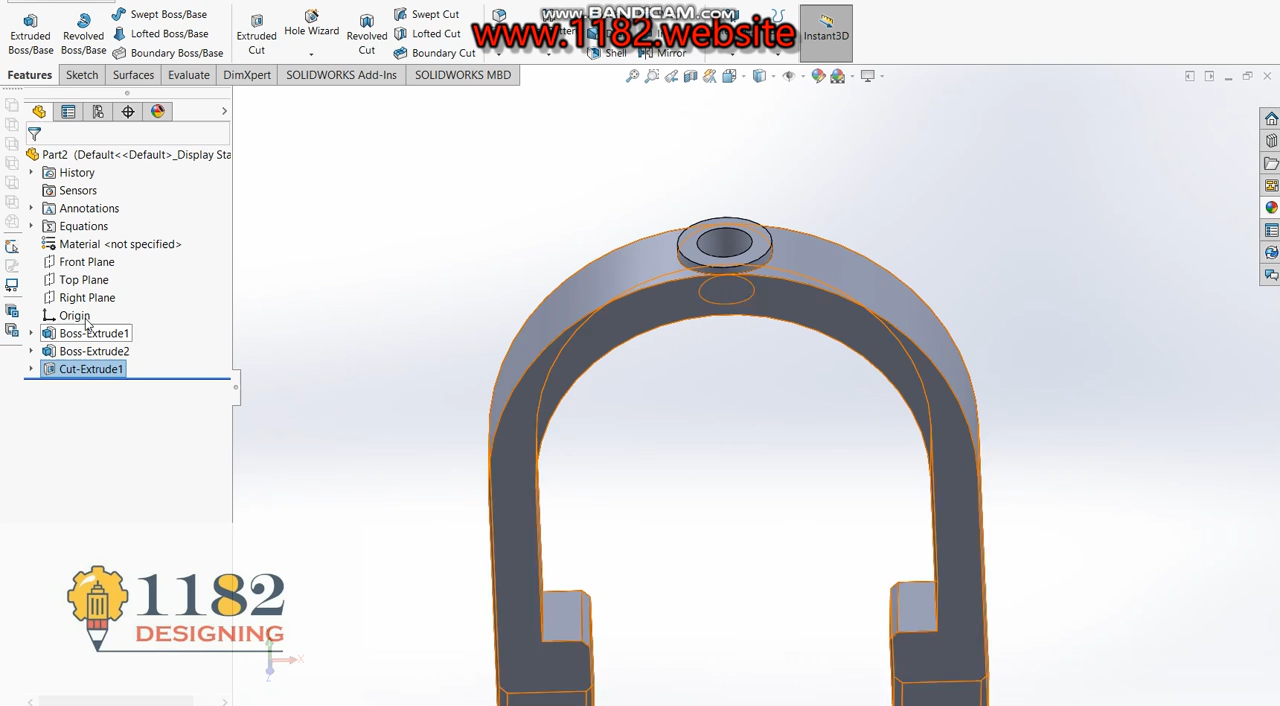 www.BANDICAM.com
www.1182.website
Extruded Boss/Base
Revolved Boss/Base
Swept Boss/Base
Lofted Boss/Base
Boundary Boss/Base
Extruded Cut
Hole Wizard
Revolved Cut
Swept Cut
Lofted Cut
Boundary Cut
Shell
Mirror
Instant3D
Features
Sketch
Surfaces
Evaluate
DimXpert
SOLIDWORKS Add-Ins
SOLIDWORKS MBD
Part2 (Default<<Default>_Display Sta
History
Sensors
Annotations
Equations
Material <not specified>
Front Plane
Top Plane
Right Plane
Origin
Boss-Extrude1
Boss-Extrude2
Cut-Extrude1
1182
DESIGNING
X
Z